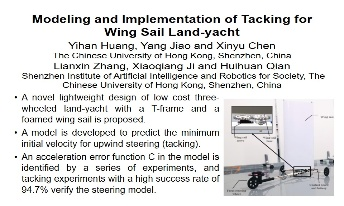 Modeling and Implementation of Tacking for
Wing Sail Land-yacht
Yihan Huang, Yang Jiao and Xinyu Chen
The Chinese University of Hong Kong, Shenzhen, China
Lianxin Zhang, Xiaoqiang Ji and Huihuan Qian
Shenzhen Institute of Artificial Intelligence and Robotics for Society, The
Chinese University of Hong Kong, Shenzhen, China
• A novel lightweight design of low cost three-
wheeled land-yacht with a T-frame and a
foamed wing sail is proposed.
• A model is developed to predict the minimum
initial velocity for upwind steering (tacking).
• An acceleration error function C in the model is
identified by a series of experiments, and
tacking experiments with a high success rate of
94.7% verify the steering model.